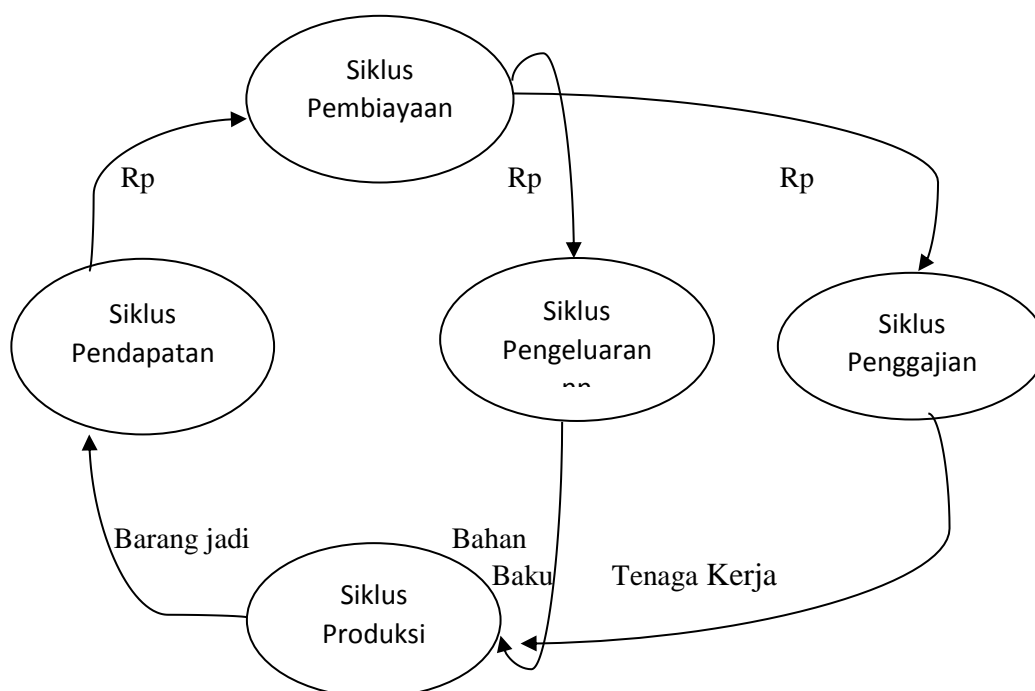 Siklus
Pembiayaan
Rp
Rp
Rp
Siklus
Pendapatan
Siklus
Pengeluaran
Siklus
Penggajian
Barang jadi
Bahan
Baku
Tenaga Kerja
Siklus
Produksi